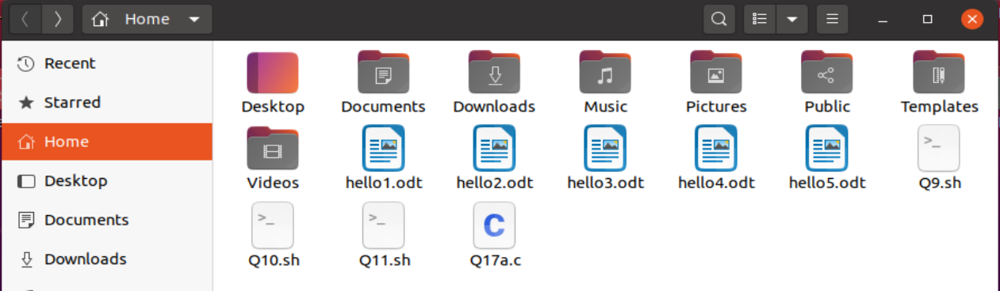 Home
Recent
Starred
Home
Desktop
Documents
Downloads
Desktop Documents Downloads Music Pictures Public Templates
Videos hello1.odt hello2.odt hello3.odt hello4.odt hello5.odt Q9.sh
Q10.sh Q11.sh Q17a.c